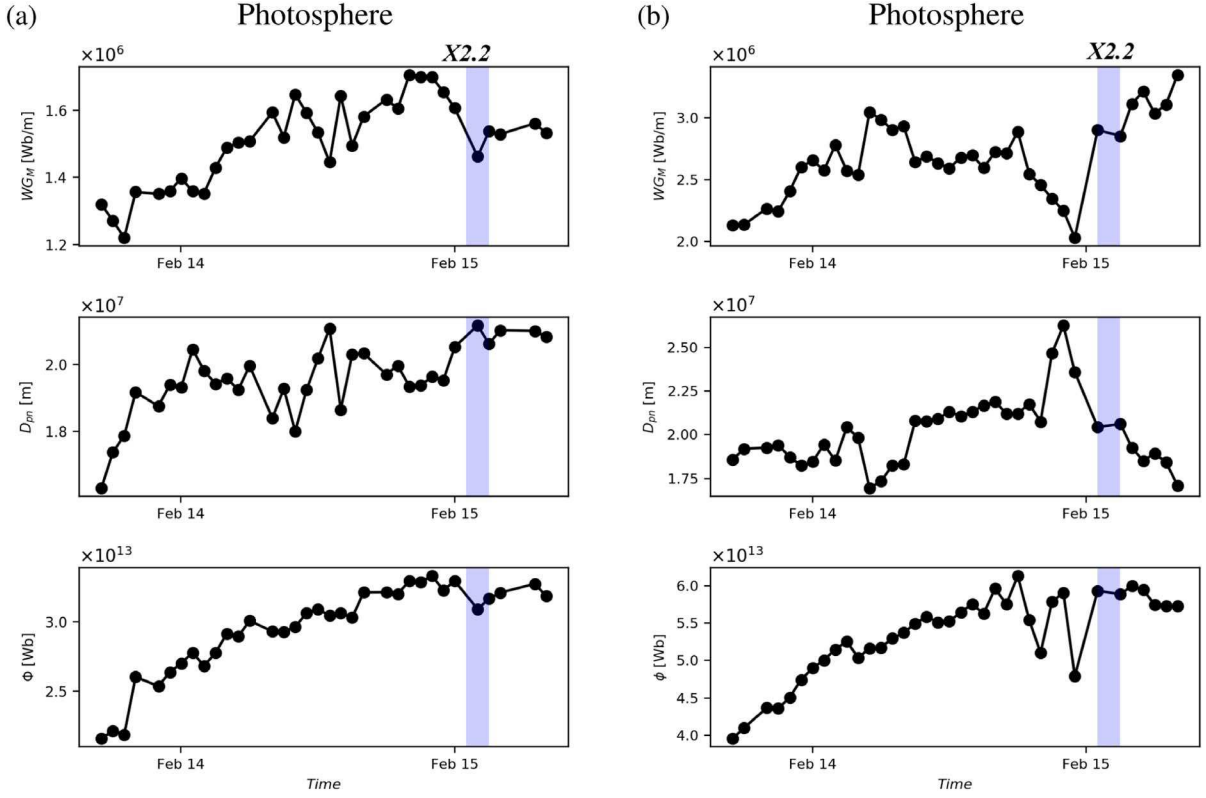 (a)
Photosphere
×10⁶
X2.2
1.6
1.4
1.2
WG_M [Wb/m]
Feb 14
Feb 15
×10⁷
2.0
1.8
D_pn [m]
Feb 14
Feb 15
×10¹³
3.0
2.5
Φ [Wb]
Feb 14
Feb 15
Time
(b)
Photosphere
×10⁶
X2.2
3.0
2.5
2.0
WG_M [Wb/m]
Feb 14
Feb 15
×10⁷
2.50
2.25
2.00
1.75
D_pn [m]
Feb 14
Feb 15
×10¹³
6.0
5.5
5.0
4.5
4.0
ϕ [Wb]
Feb 14
Feb 15
Time